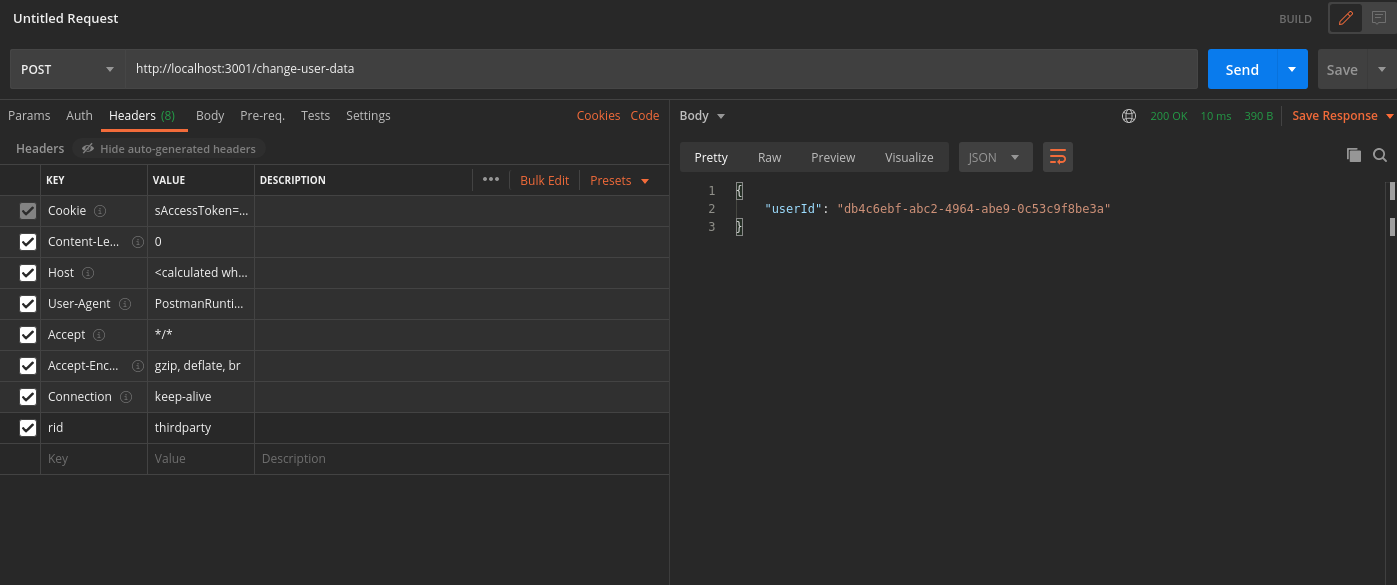 Untitled Request
BUILD
POST
http://localhost:3001/change-user-data
Send
Save
Params Auth Headers (8) Body Pre-req. Tests Settings Cookies Code
Headers Hide auto-generated headers
KEY VALUE DESCRIPTION ••• Bulk Edit Presets
Cookie sAccessToken=...
Content-Le... 0
Host <calculated wh...
User-Agent PostmanRunti...
Accept */*
Accept-Enc... gzip, deflate, br
Connection keep-alive
rid thirdparty
Key Value Description
Body 200 OK 10 ms 390 B Save Response
Pretty Raw Preview Visualize JSON
1 {
2 "userId": "db4c6ebf-abc2-4964-abe9-0c53c9f8be3a"
3 }